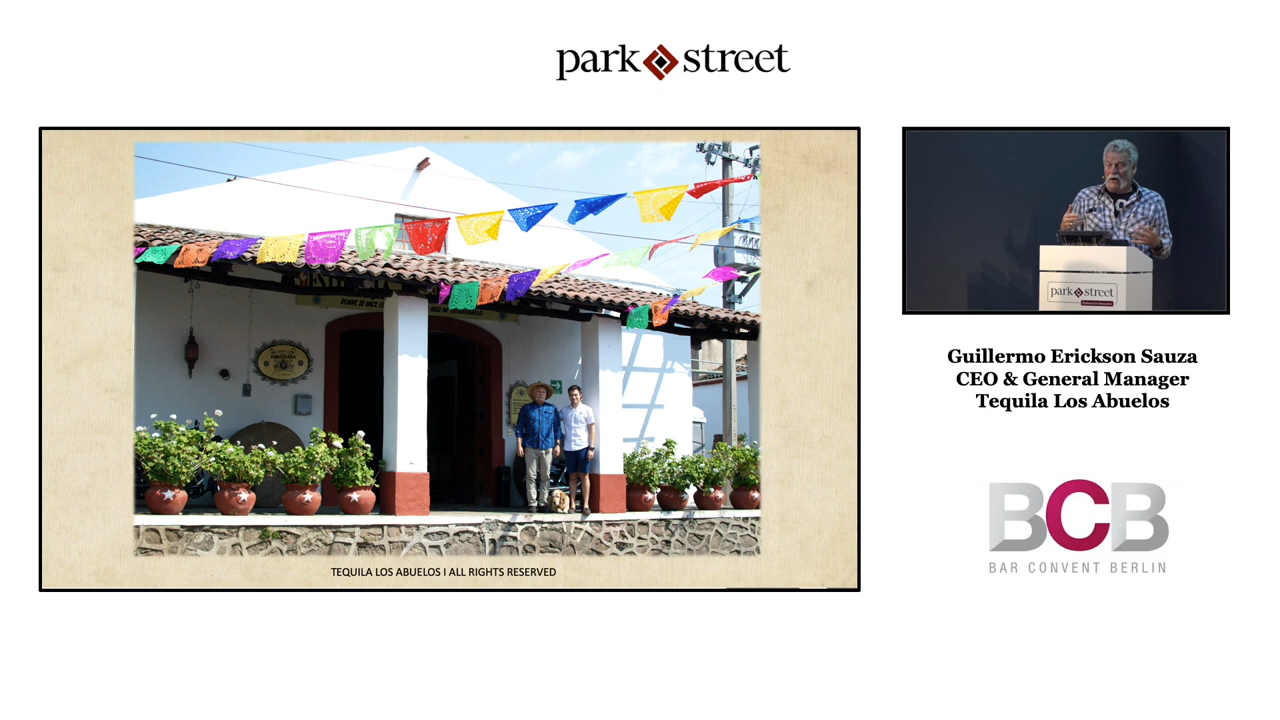 park street
TEQUILA LOS ABUELOS I ALL RIGHTS RESERVED
park street
Guillermo Erickson Sauza
CEO & General Manager
Tequila Los Abuelos
BCB
BAR CONVENT BERLIN